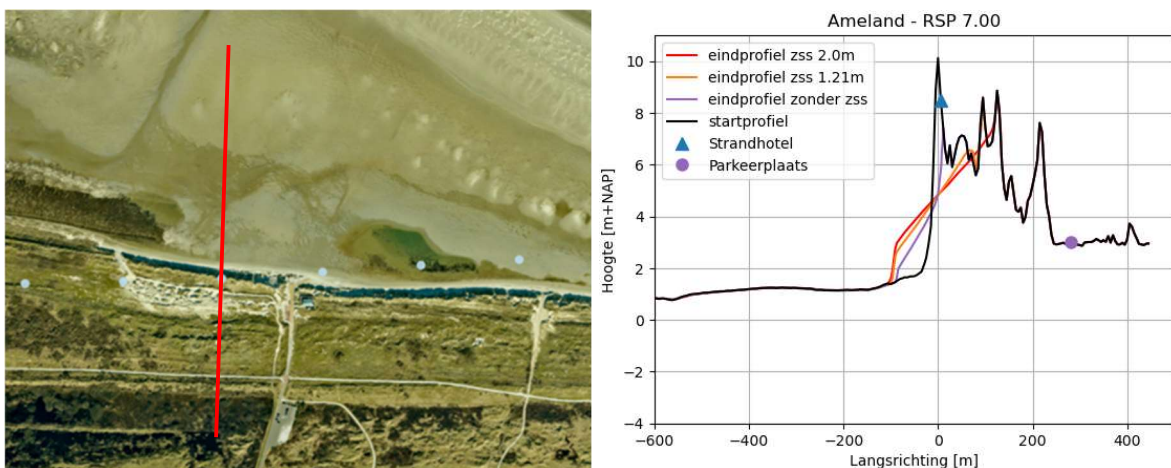 Ameland - RSP 7.00
eindprofiel zss 2.0m
eindprofiel zss 1.21m
eindprofiel zonder zss
startprofiel
Strandhotel
Parkeerplaats
Hoogte [m+NAP]
10
8
6
4
2
0
−2
−4
−600
−400
−200
0
200
400
Langsrichting [m]